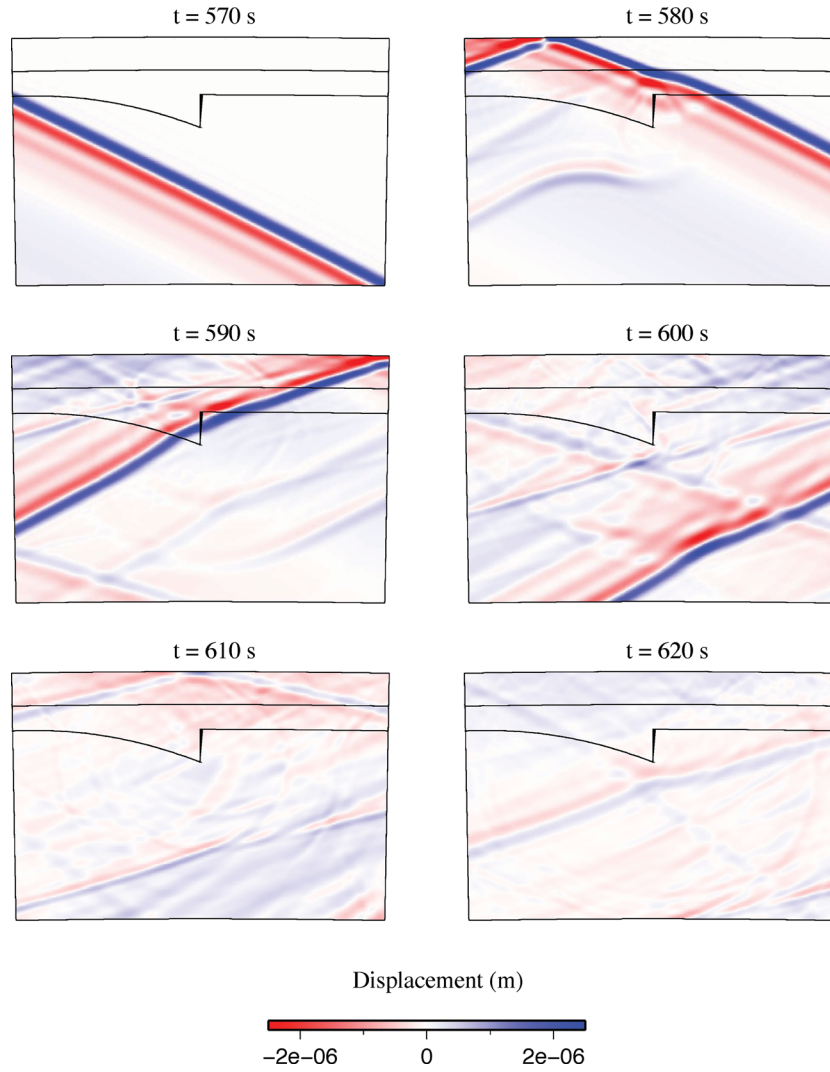 t = 570 s
t = 580 s
t = 590 s
t = 600 s
t = 610 s
t = 620 s
Displacement (m)
−2e−06 0 2e−06